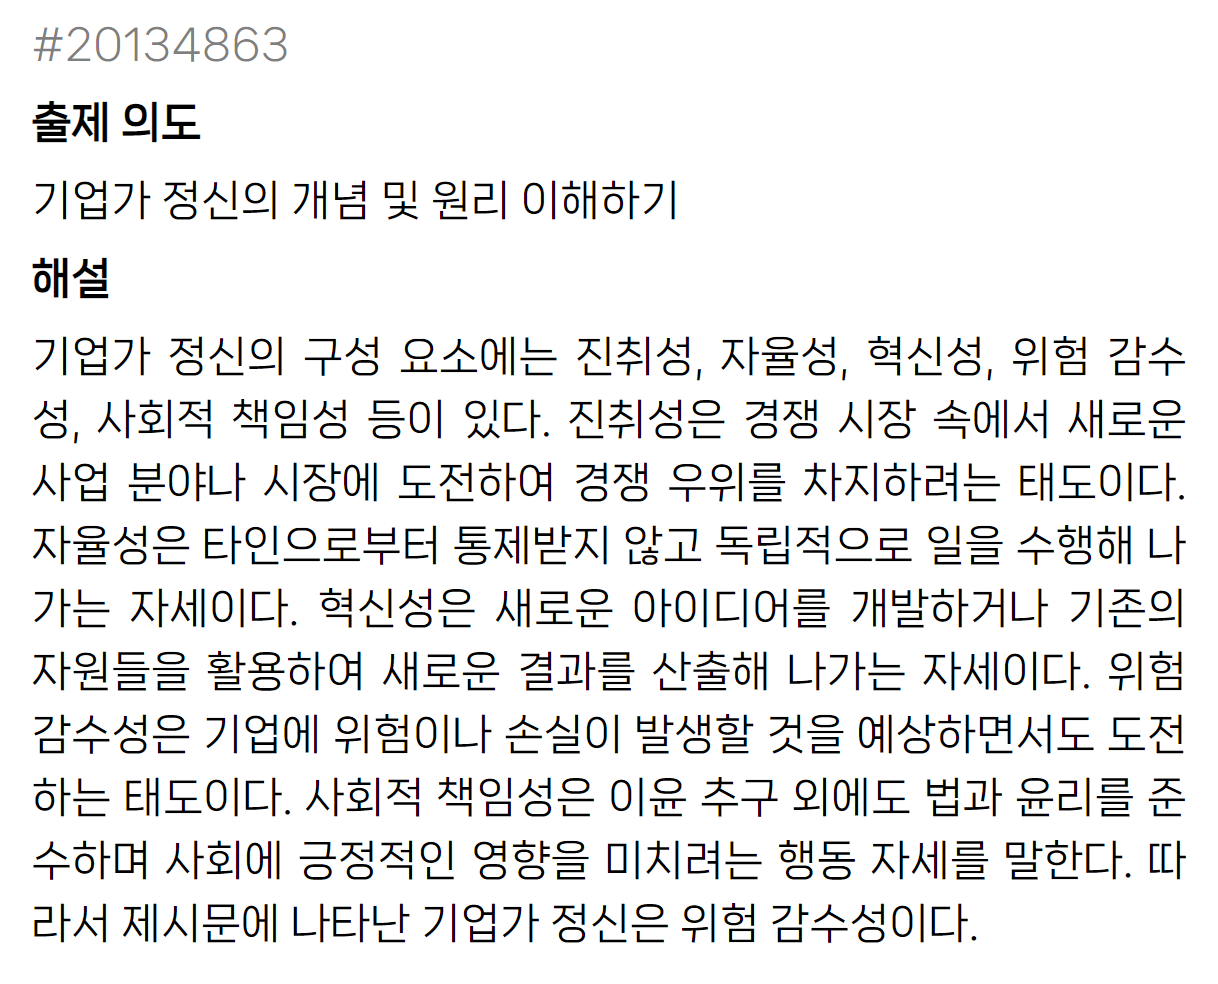 #20134863
출제 의도
기업가 정신의 개념 및 원리 이해하기
해설
기업가 정신의 구성 요소에는 진취성, 자율성, 혁신성, 위험 감수
성, 사회적 책임성 등이 있다. 진취성은 경쟁 시장 속에서 새로운
사업 분야나 시장에 도전하여 경쟁 우위를 차지하려는 태도이다.
자율성은 타인으로부터 통제받지 않고 독립적으로 일을 수행해 나
가는 자세이다. 혁신성은 새로운 아이디어를 개발하거나 기존의
자원들을 활용하여 새로운 결과를 산출해 나가는 자세이다. 위험
감수성은 기업에 위험이나 손실이 발생할 것을 예상하면서도 도전
하는 태도이다. 사회적 책임성은 이윤 추구 외에도 법과 윤리를 준
수하며 사회에 긍정적인 영향을 미치려는 행동 자세를 말한다. 따
라서 제시문에 나타난 기업가 정신은 위험 감수성이다.